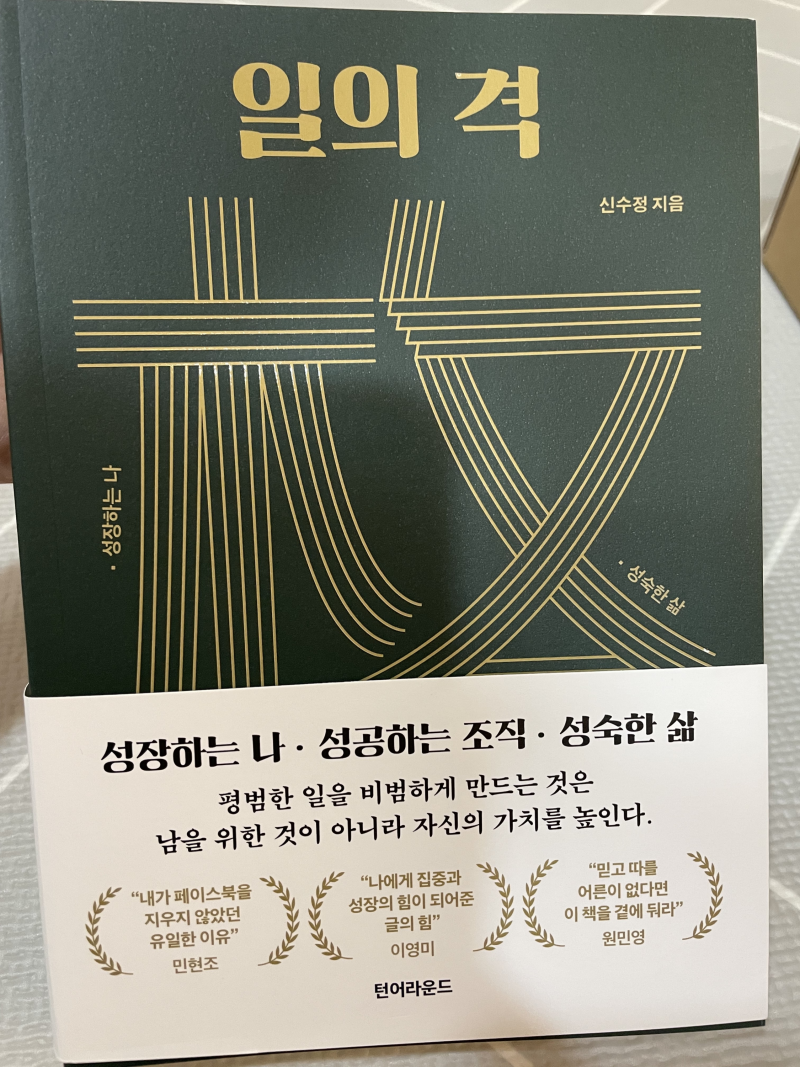 일의 격
신수정 지음
· 성장하는 나
· 성숙한 삶
성장하는 나 · 성공하는 조직 · 성숙한 삶
평범한 일을 비범하게 만드는 것은
남을 위한 것이 아니라 자신의 가치를 높인다.
“내가 페이스북을
지우지 않았던
유일한 이유”
민현조
“나에게 집중과
성장의 힘이 되어준
글의 힘”
이영미
“믿고 따를
어른이 없다면
이 책을 곁에 둬라”
원민영
턴어라운드